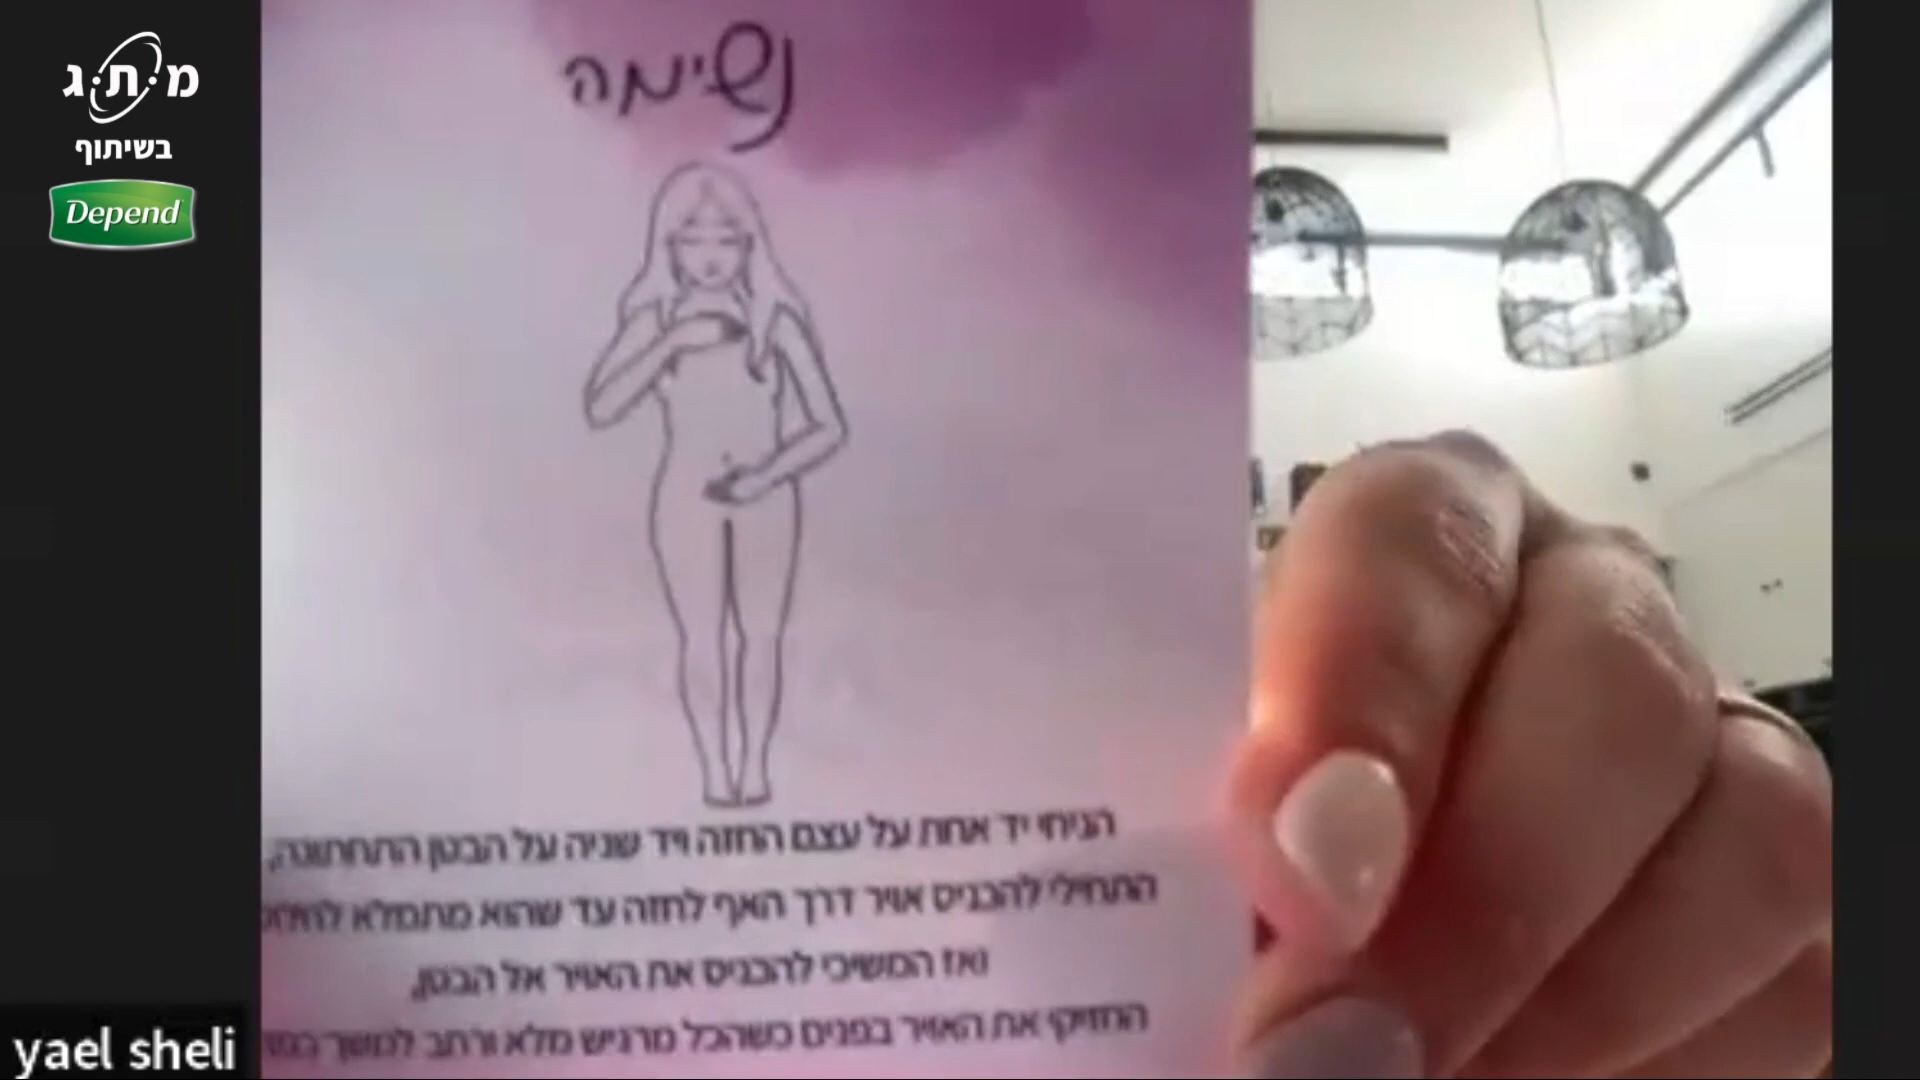 מ.ת.ג
בשיתוף
Depend
נשימה
הניחי יד אחת על עצם החזה ויד שניה על הבטן התחתונה,
התחילי להכניס אויר דרך האף לחזה עד שהוא מתמלא
ואז המשיכי להכניס את האויר אל הבטן,
החזיקי את האויר בפנים כשהכל מרגיש מלא ורחב למשך
yael sheli